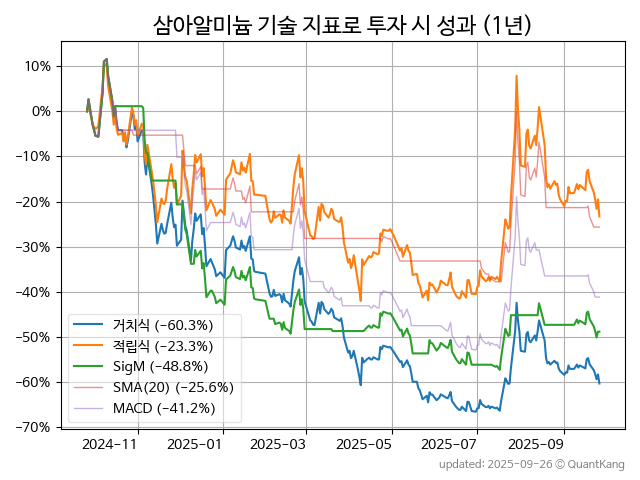 삼아알미늄 기술 지표로 투자 시 성과 (1년)
10%
0%
−10%
−20%
−30%
−40%
−50%
−60%
−70%
거치식 (−60.3%)
적립식 (−23.3%)
SigM (−48.8%)
SMA(20) (−25.6%)
MACD (−41.2%)
2024-11
2025-01
2025-03
2025-05
2025-07
2025-09
updated: 2025-09-26 © QuantKang